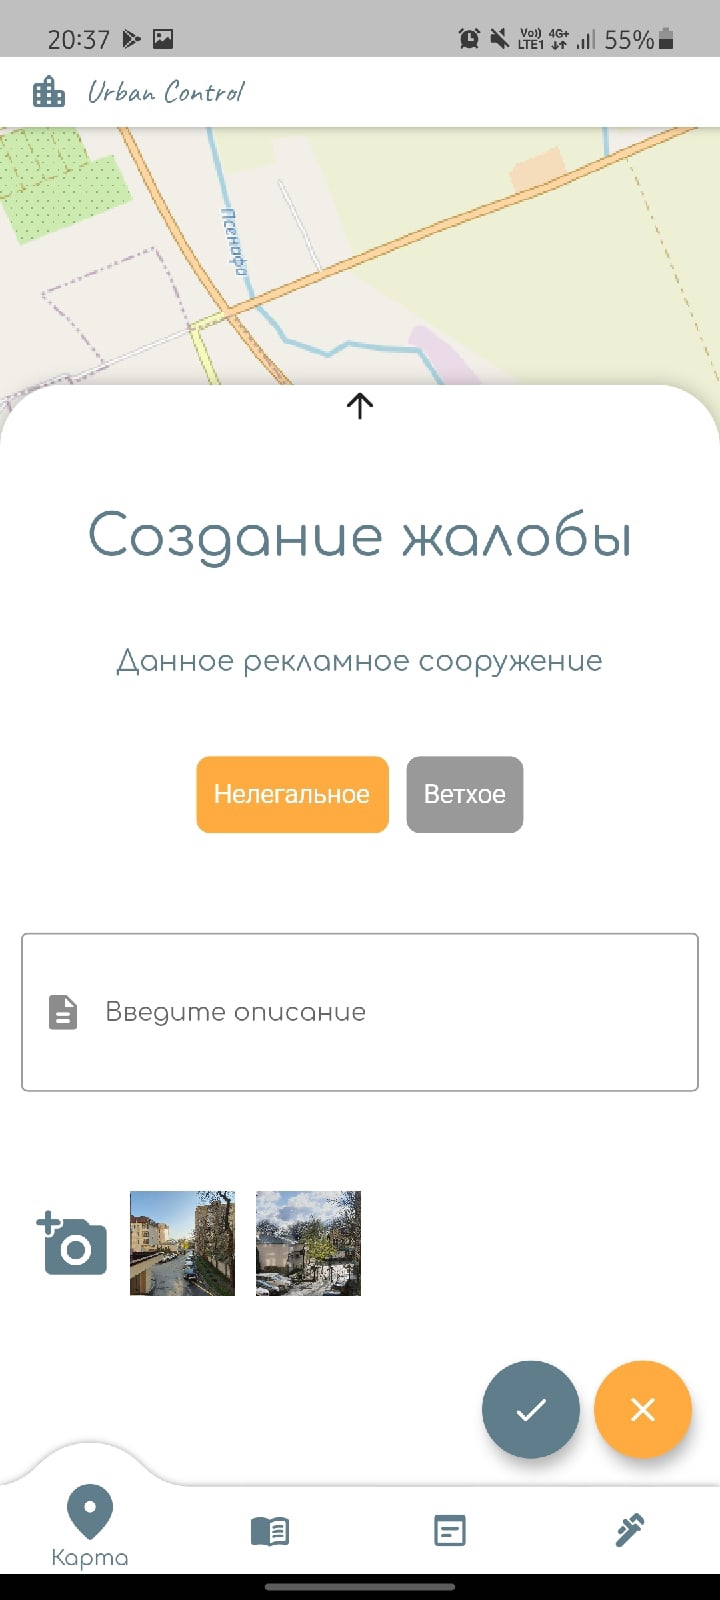 20:37 Vo)) LTE1 4G+ 55%
Urban Control
Псенафа
Создание жалобы
Данное рекламное сооружение
Нелегальное Ветхое
Введите описание
Карта